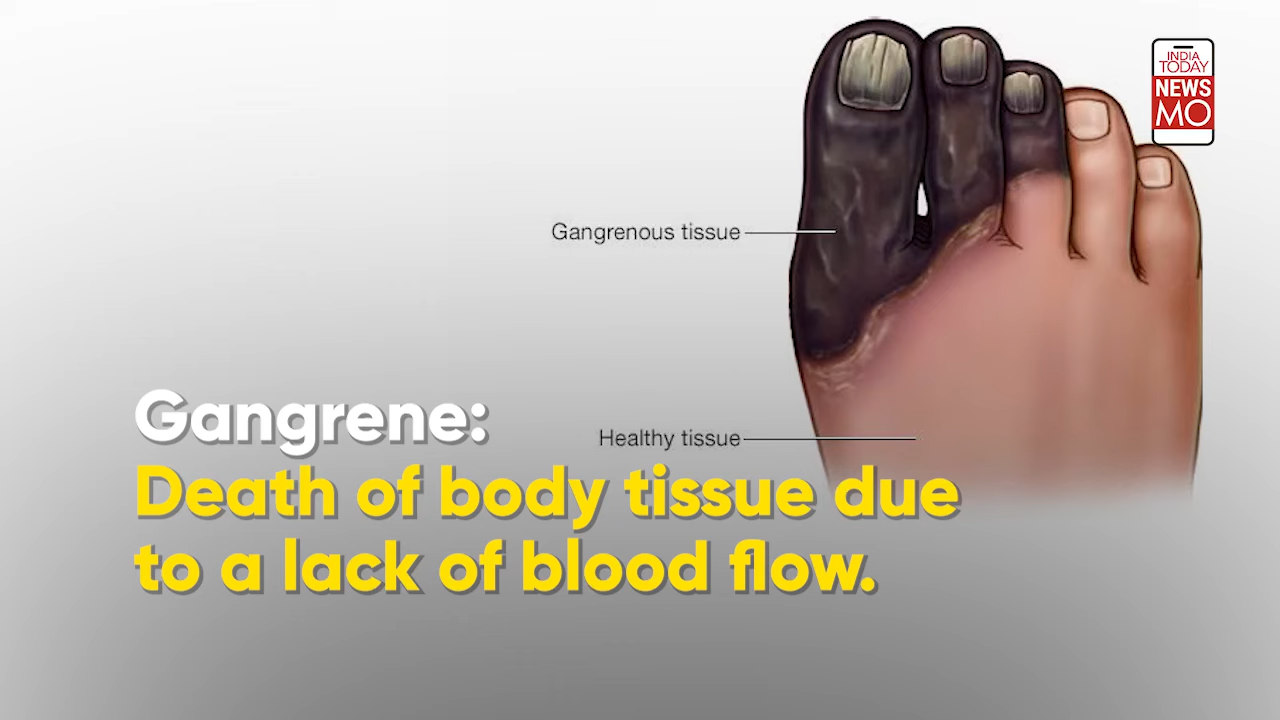 INDIA
TODAY
NEWS
MO
Gangrenous tissue
Healthy tissue
Gangrene:
Death of body tissue due
to a lack of blood flow.